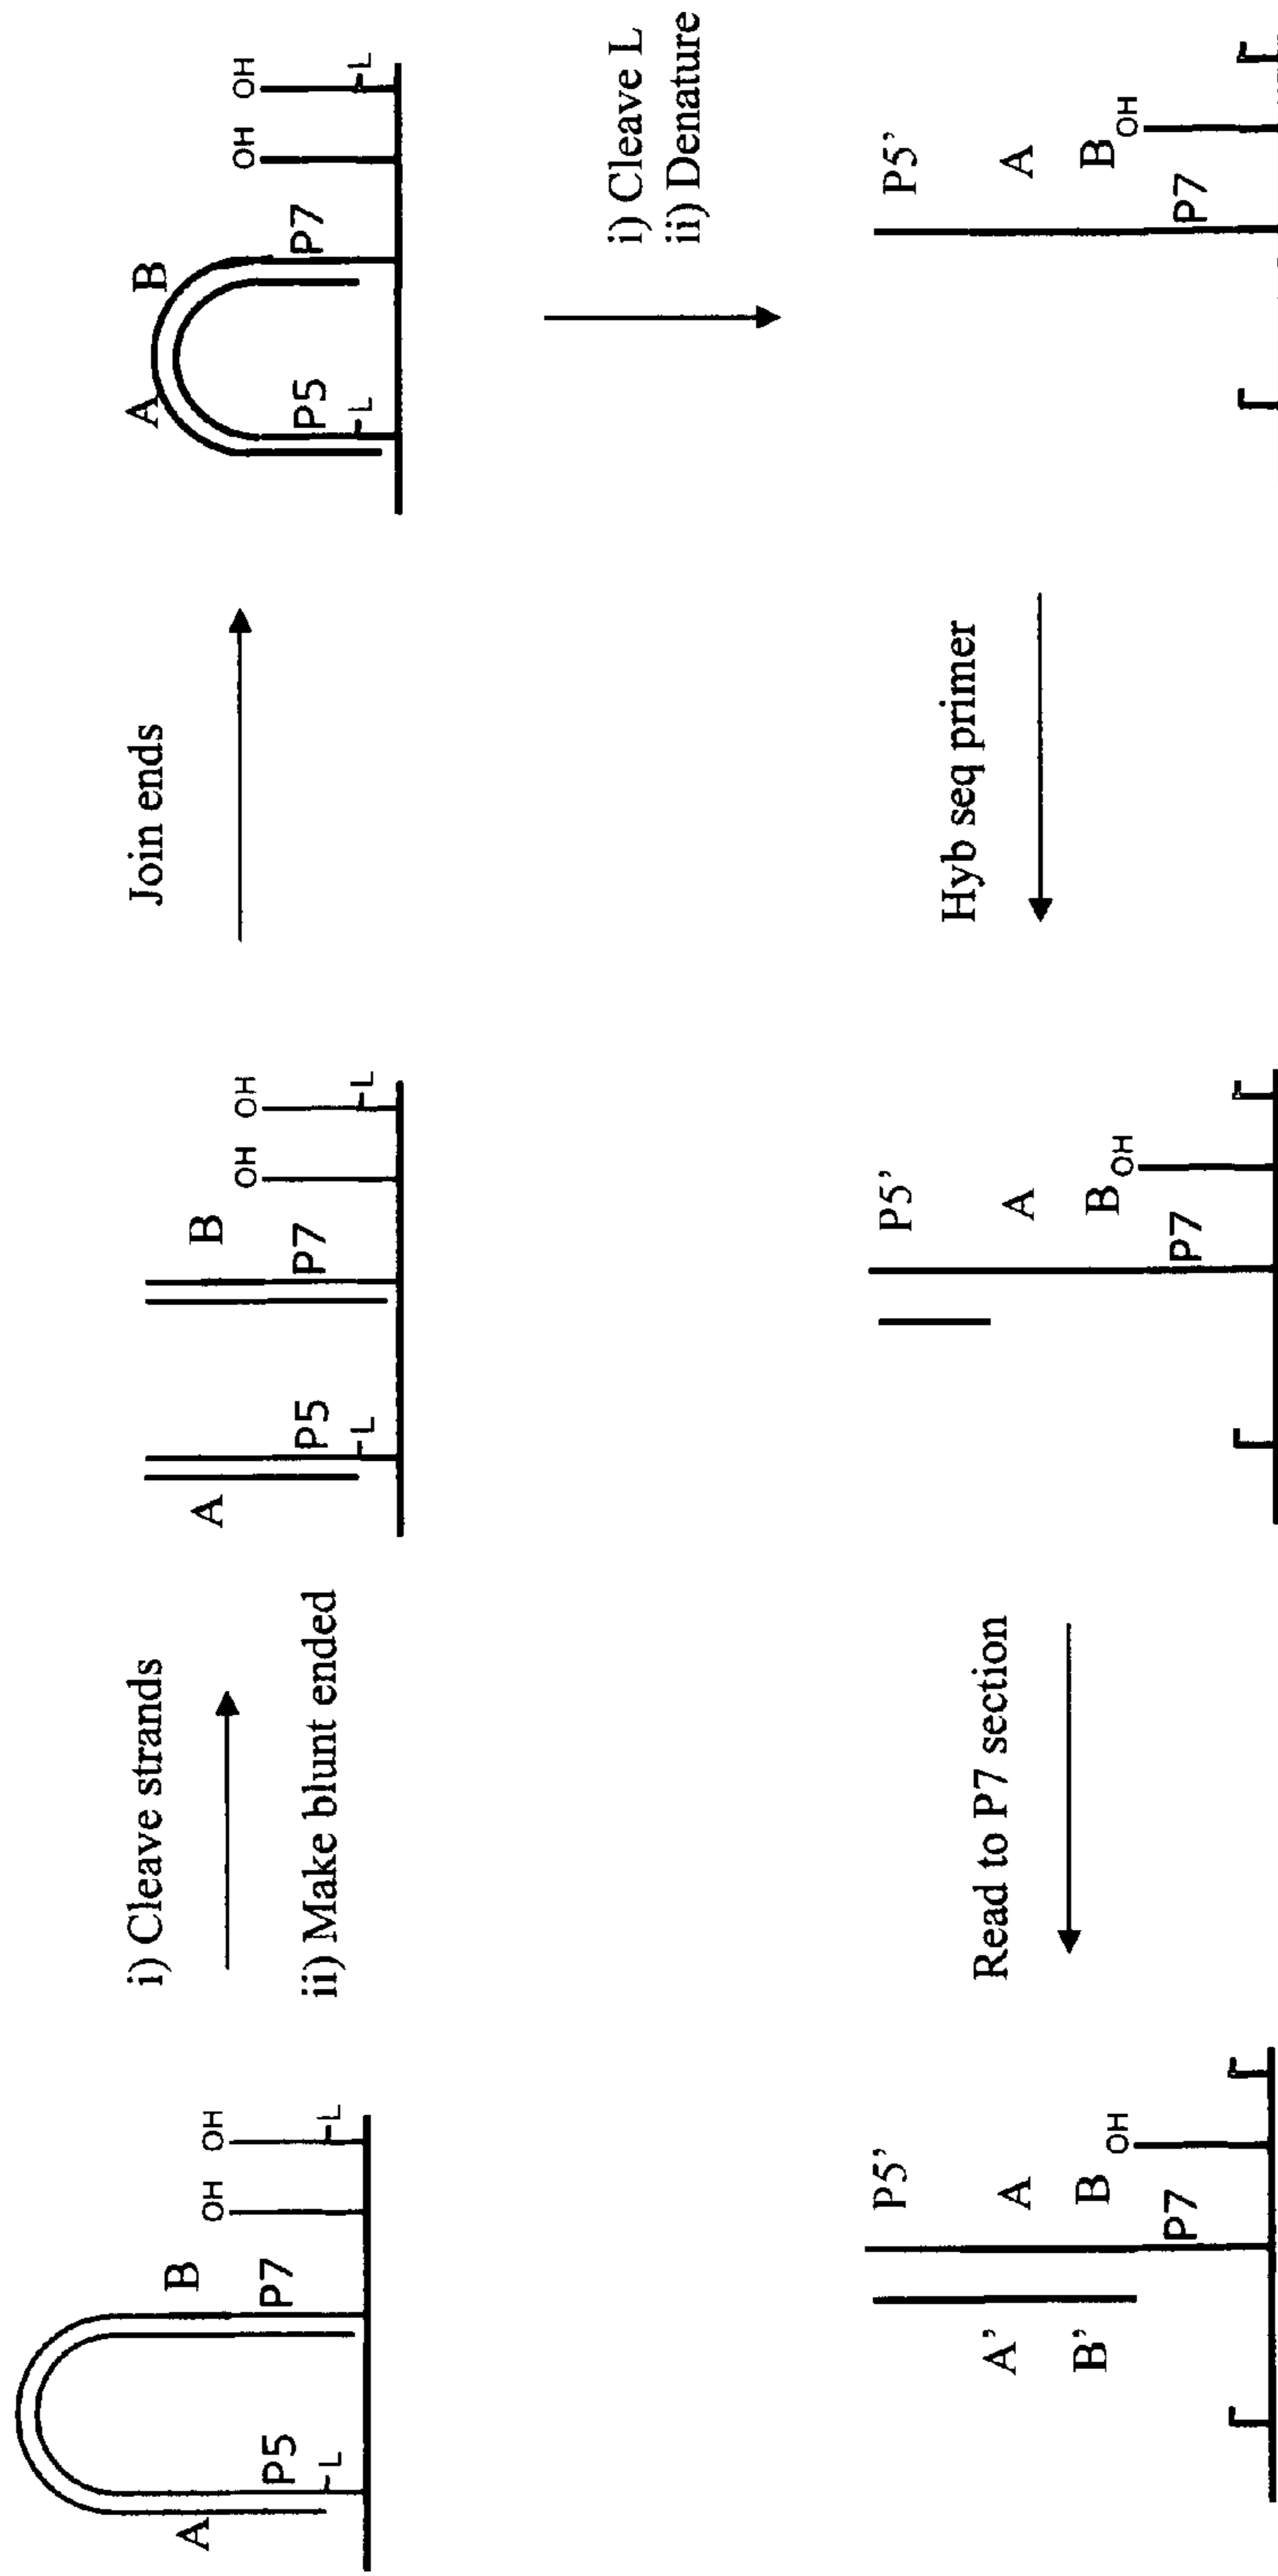 A
P5
L
B
P7
OH
OH
L
i) Cleave strands
ii) Make blunt ended
A
P5
L
B
P7
OH
OH
L
Join ends
A
B
P5
L
P7
OH
OH
L
i) Cleave L
ii) Denature
P5’
A
B
OH
P7
Hyb seq primer
P5’
A
B
OH
P7
Read to P7 section
P5’
A’
A
B’
B
OH
P7